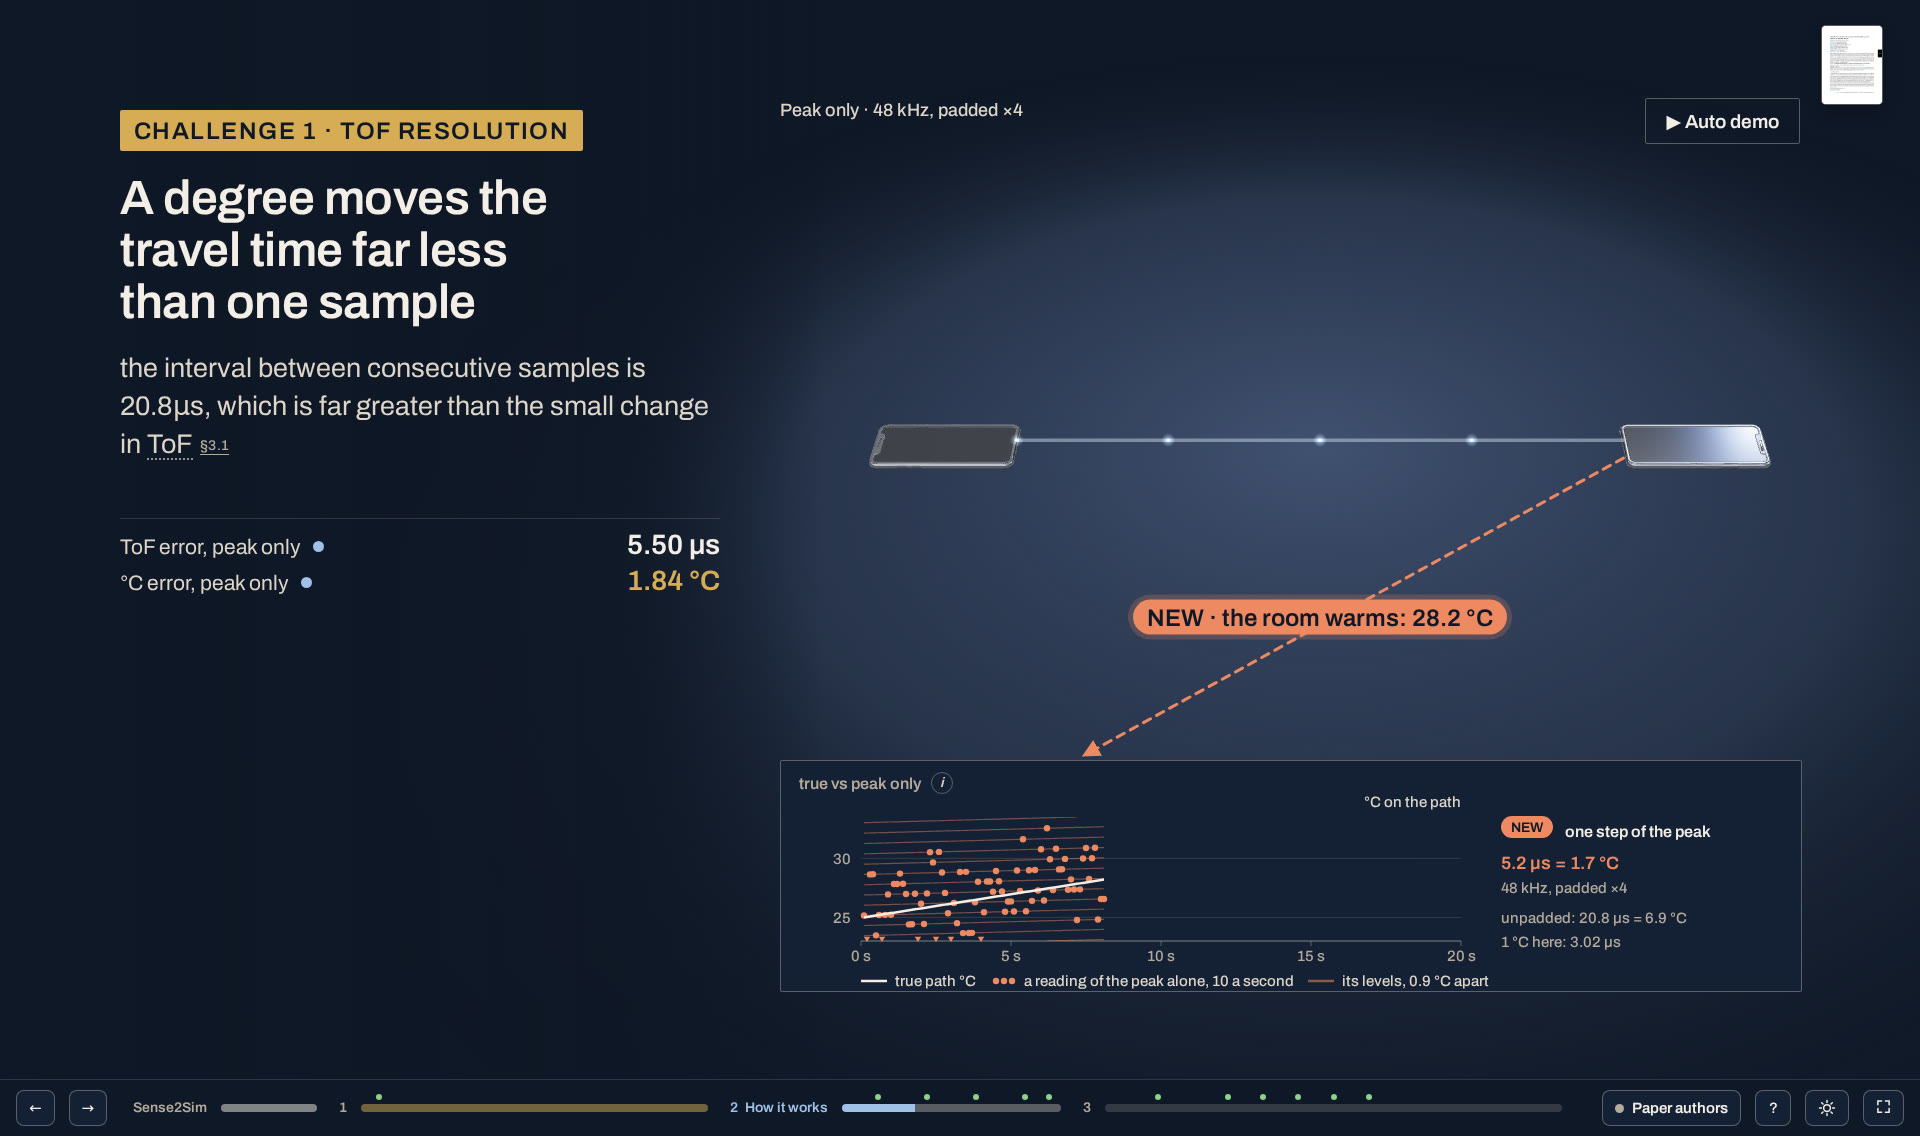 Peak only · 48 kHz, padded ×4
▶ Auto demo
CHALLENGE 1 · TOF RESOLUTION
A degree moves the
travel time far less
than one sample
the interval between consecutive samples is
20.8µs, which is far greater than the small change
in ToF §3.1
ToF error, peak only 5.50 µs
°C error, peak only 1.84 °C
NEW · the room warms: 28.2 °C
true vs peak only i
°C on the path
30
25
0 s 5 s 10 s 15 s 20 s
true path °C a reading of the peak alone, 10 a second its levels, 0.9 °C apart
NEW one step of the peak
5.2 µs = 1.7 °C
48 kHz, padded ×4
unpadded: 20.8 µs = 6.9 °C
1 °C here: 3.02 µs
← → Sense2Sim 1 2 How it works 3 Paper authors ?